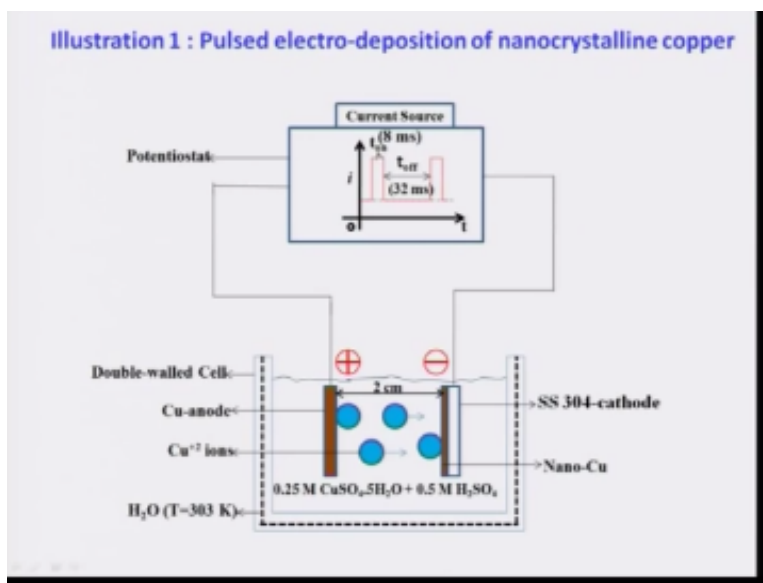 Illustration 1 : Pulsed electro-deposition of nanocrystalline copper
Current Source
Potentiostat
tₒₙ(8 ms)
tₒff
i
(32 ms)
o
t
Double-walled Cell
2 cm
Cu-anode
SS 304-cathode
Cu⁺² ions
Nano-Cu
0.25 M CuSO₄.5H₂O + 0.5 M H₂SO₄
H₂O (T=303 K)